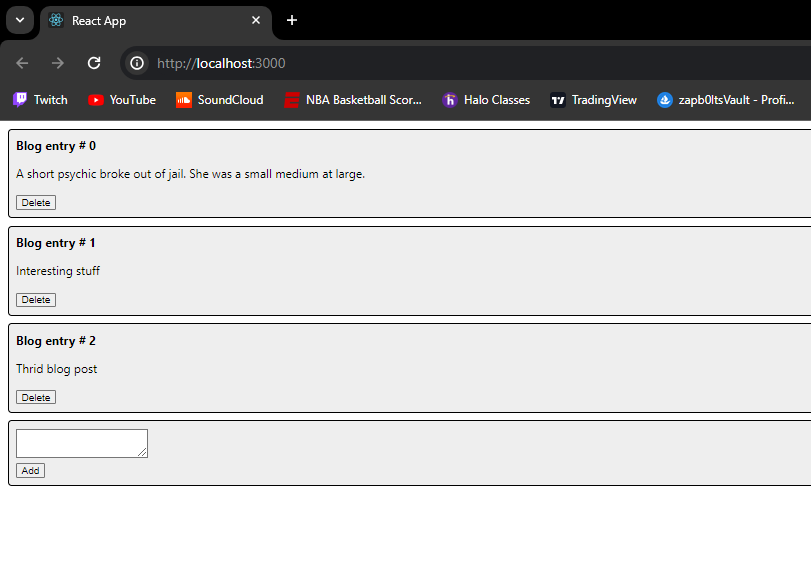 React App
http://localhost:3000
Twitch YouTube SoundCloud NBA Basketball Scor... Halo Classes TradingView zapb0ltsVault - Profi...
Blog entry # 0
A short psychic broke out of jail. She was a small medium at large.
Delete
Blog entry # 1
Interesting stuff
Delete
Blog entry # 2
Thrid blog post
Delete
Add